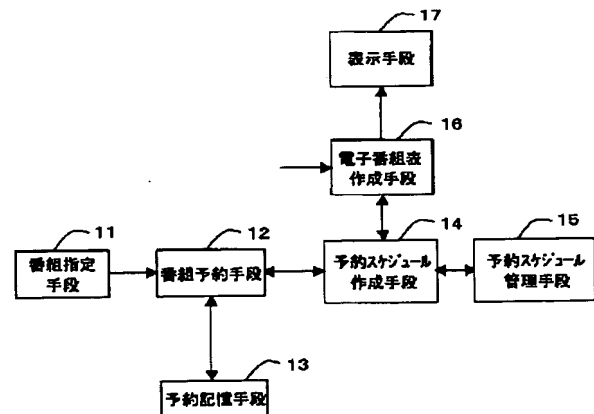 17
表示手段
16
電子番組表
作成手段
11
番組指定
手段
12
番組予約手段
14
予約スケジュール
作成手段
15
予約スケジュール
管理手段
13
予約記憶手段